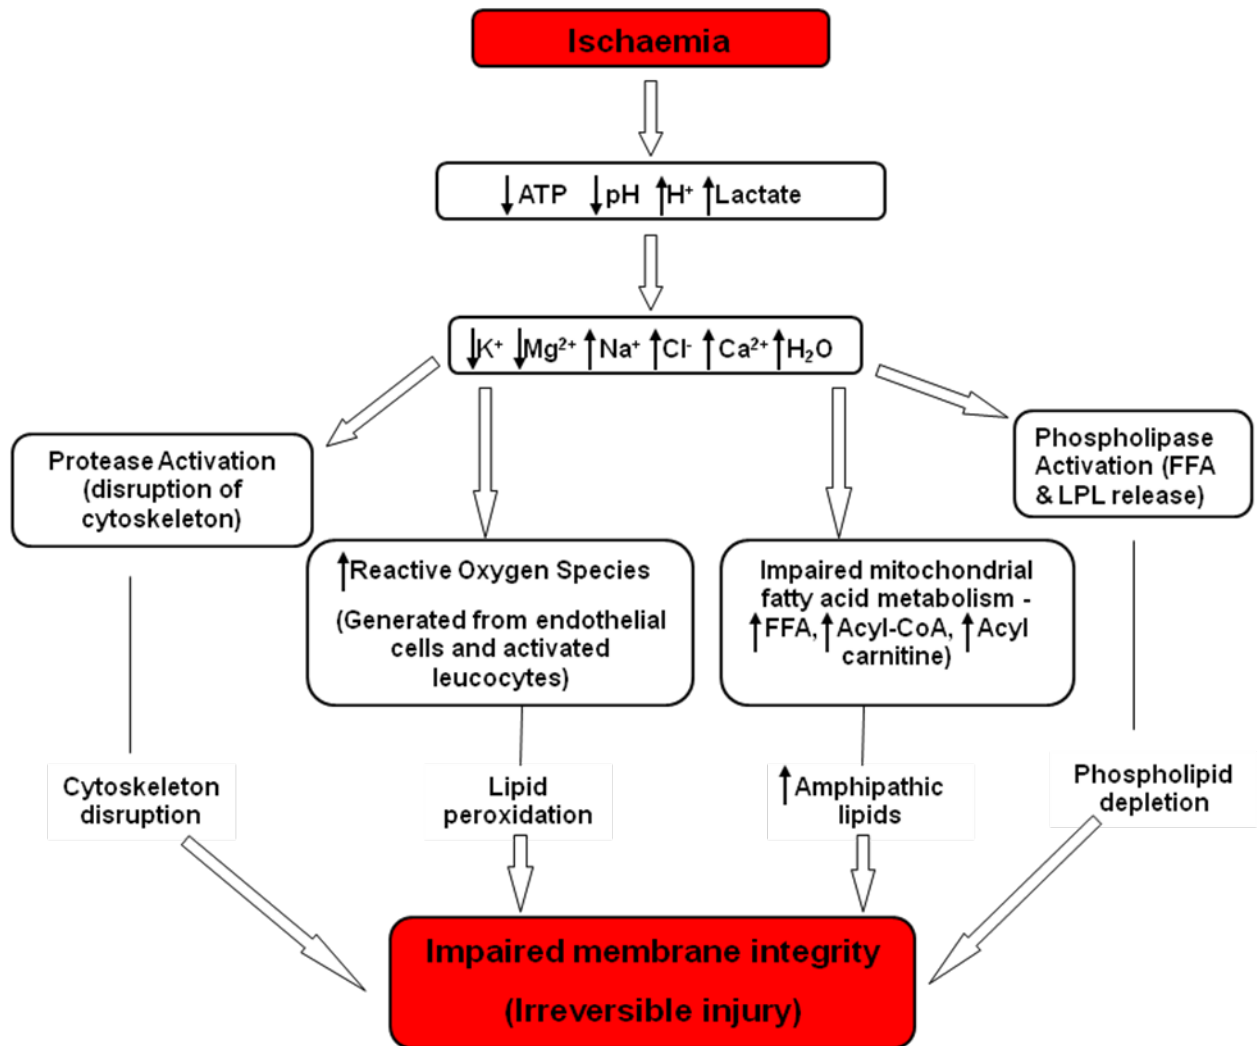 Ischaemia
↓ATP ↓pH ↑H⁺ ↑Lactate
↓K⁺ ↓Mg²⁺ ↑Na⁺ ↑Cl⁻ ↑Ca²⁺ ↑H₂O
Protease Activation
(disruption of
cytoskeleton)
↑Reactive Oxygen Species
(Generated from endothelial
cells and activated
leucocytes)
Impaired mitochondrial
fatty acid metabolism -
↑FFA, ↑Acyl-CoA, ↑Acyl
carnitine)
Phospholipase
Activation (FFA
& LPL release)
Cytoskeleton
disruption
Lipid
peroxidation
↑Amphipathic
lipids
Phospholipid
depletion
Impaired membrane integrity
(Irreversible injury)